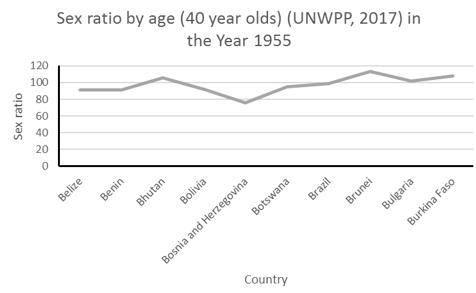 Sex ratio by age (40 year olds) (UNWPP, 2017) in
the Year 1955
Sex ratio
120
100
80
60
40
20
0
Belize
Benin
Bhutan
Bolivia
Bosnia and Herzegovina
Botswana
Brazil
Brunei
Bulgaria
Burkina Faso
Country